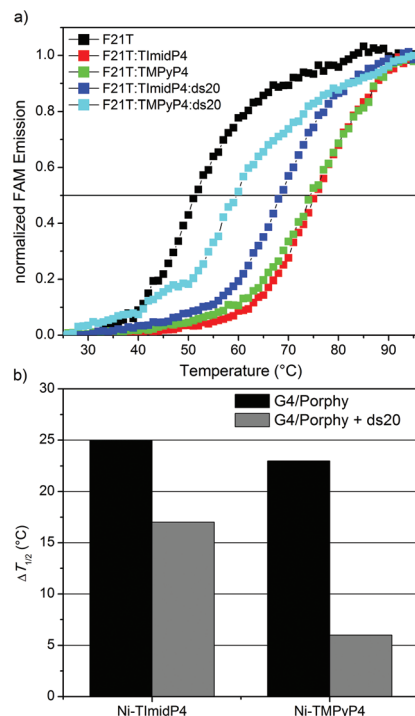 a)
F21T
F21T:TImidP4
F21T:TMPyP4
F21T:TImidP4:ds20
F21T:TMPyP4:ds20
normalized FAM Emission
1.0
0.8
0.6
0.4
0.2
0.0
30 40 50 60 70 80 90
Temperature (°C)
b)
G4/Porphy
G4/Porphy + ds20
Δ T1/2 (°C)
30
25
20
15
10
5
0
Ni-TImidP4 Ni-TMPyP4